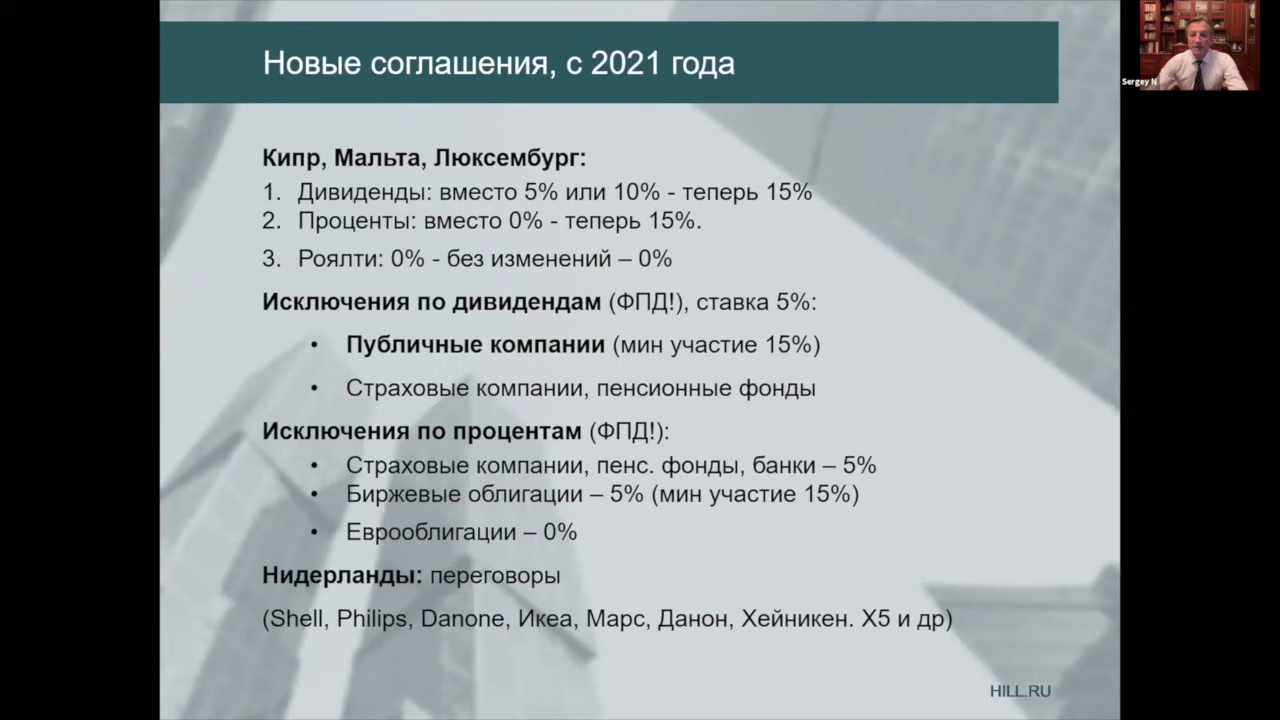 Новые соглашения, с 2021 года
Sergey N
Кипр, Мальта, Люксембург:
1. Дивиденды: вместо 5% или 10% - теперь 15%
2. Проценты: вместо 0% - теперь 15%.
3. Роялти: 0% - без изменений – 0%
Исключения по дивидендам (ФПД!), ставка 5%:
• Публичные компании (мин участие 15%)
• Страховые компании, пенсионные фонды
Исключения по процентам (ФПД!):
• Страховые компании, пенс. фонды, банки – 5%
• Биржевые облигации – 5% (мин участие 15%)
• Еврооблигации – 0%
Нидерланды: переговоры
(Shell, Philips, Danone, Икеа, Марс, Данон, Хейникен. X5 и др)
HILL.RU